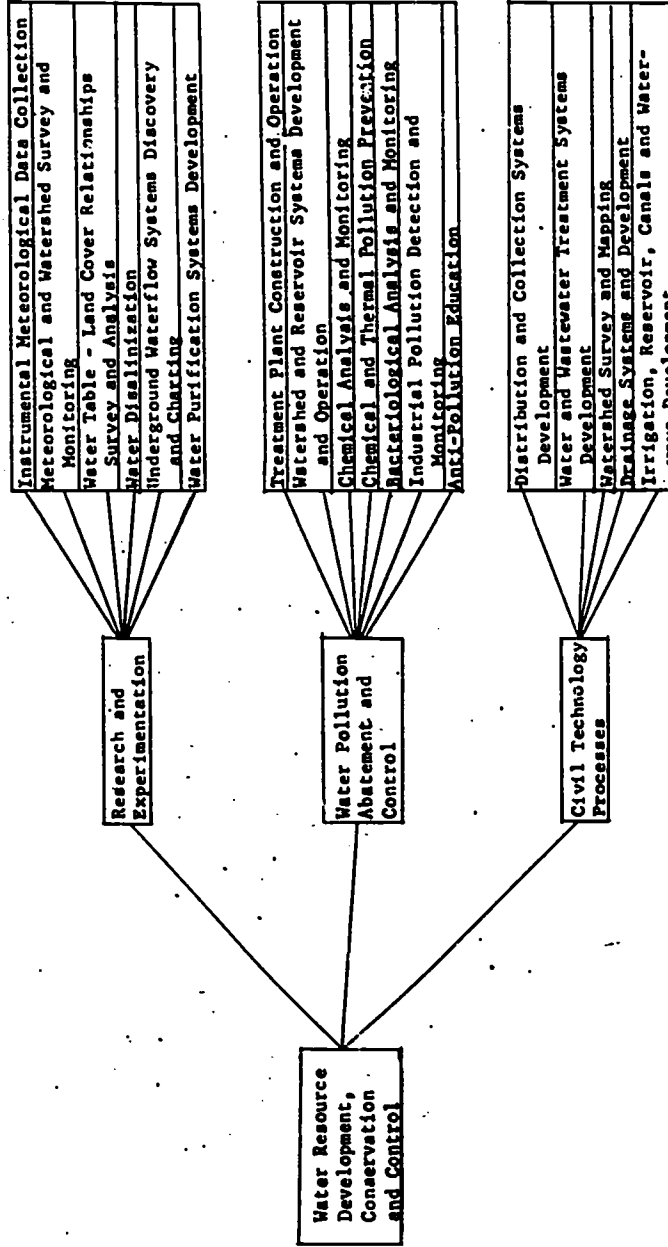 Water Resource
Development,
Conservation
and Control
Research and
Experimentation
Water Pollution
Abatement and
Control
Civil Technology
Processes
Instrumental Meteorological Data Collection
Meteorological and Watershed Survey and
Monitoring
Water Table - Land Cover Relationships
Survey and Analysis
Water Disalinization
Underground Waterflow Systems Discovery
and Charting
Water Purification Systems Development
Treatment Plant Construction and Operation
Watershed and Reservoir Systems Development
and Operation
Chemical Analysis and Monitoring
Chemical and Thermal Pollution Prevention
Bacteriological Analysis and Monitoring
Industrial Pollution Detection and
Monitoring
Anti-Pollution Education
Distribution and Collection Systems
Development
Water and Wastewater Treatment Systems
Development
Watershed Survey and Mapping
Drainage Systems and Development
Irrigation, Reservoir, Canals and Water-
Development